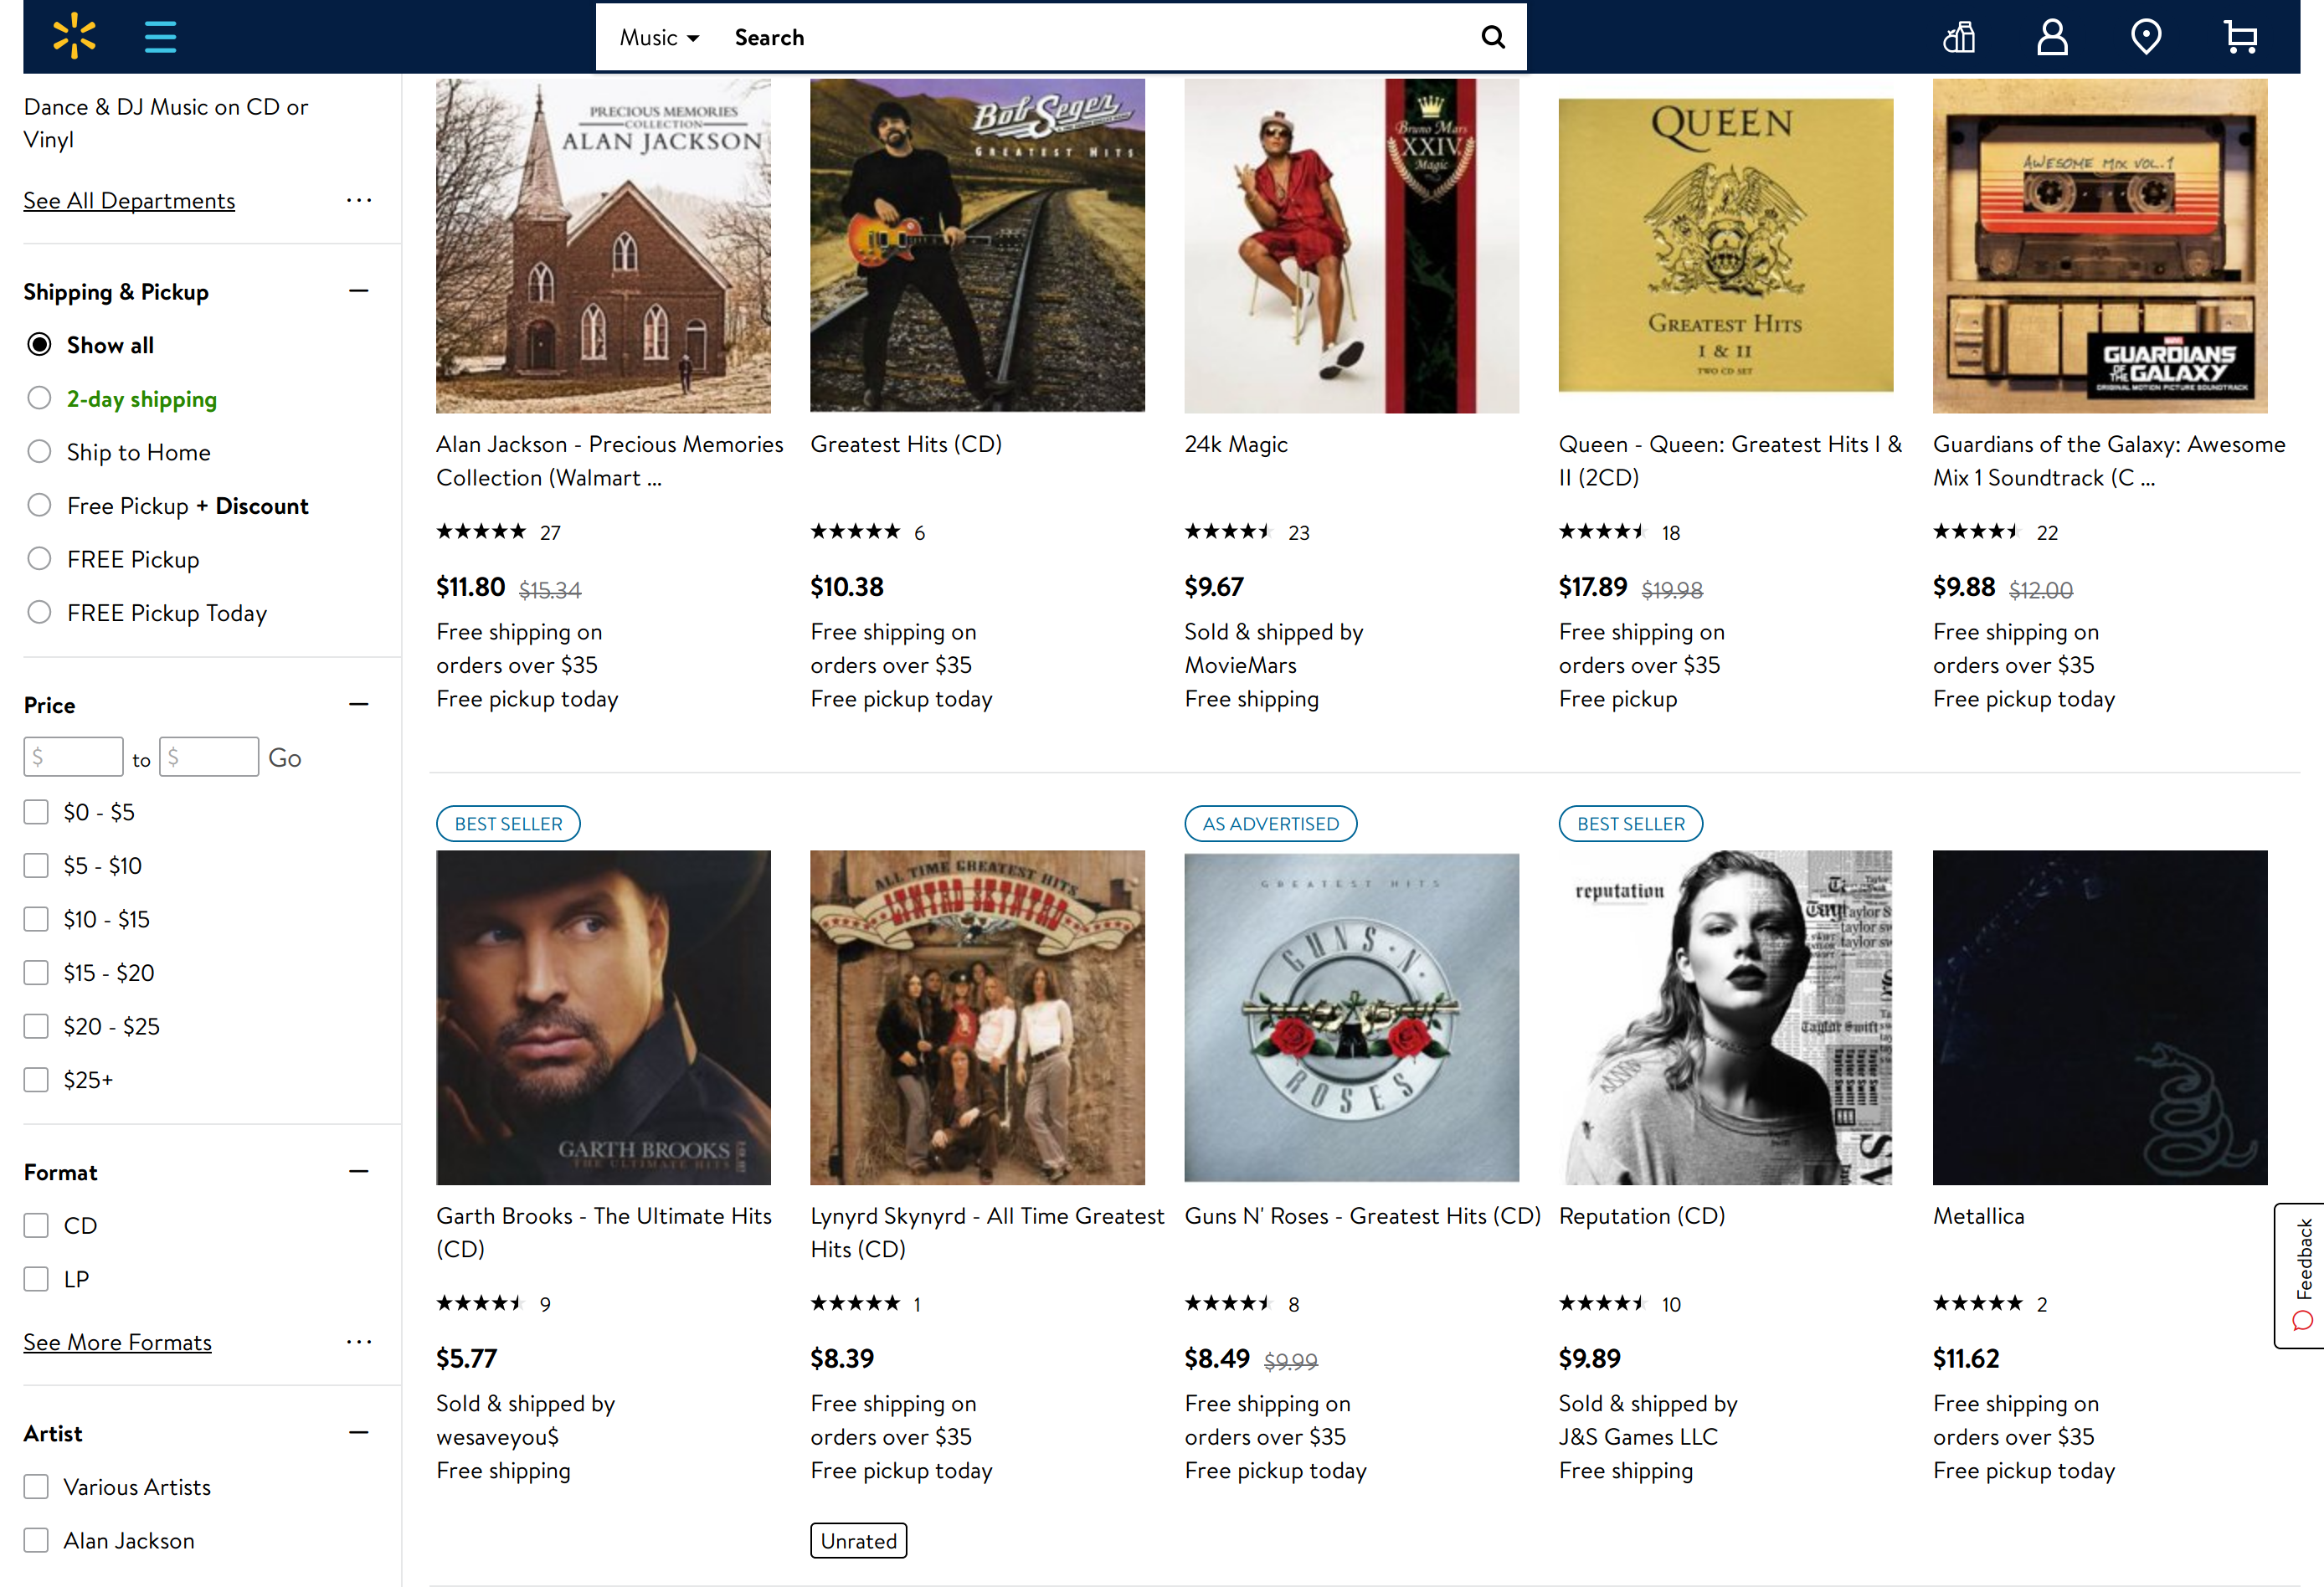 Music
Search
Dance & DJ Music on CD or
Vinyl
See All Departments
...
Shipping & Pickup
Show all
2-day shipping
Ship to Home
Free Pickup + Discount
FREE Pickup
FREE Pickup Today
Price
$ to $ Go
$0 - $5
$5 - $10
$10 - $15
$15 - $20
$20 - $25
$25+
Format
CD
LP
See More Formats
...
Artist
Various Artists
Alan Jackson
PRECIOUS MEMORIES
COLLECTION
ALAN JACKSON
Alan Jackson - Precious Memories
Collection (Walmart ...
27
$11.80 $15.34
Free shipping on
orders over $35
Free pickup today
Bob Seger
GREATEST HITS
Greatest Hits (CD)
6
$10.38
Free shipping on
orders over $35
Free pickup today
Bruno Mars
XXIV
Magic
24k Magic
23
$9.67
Sold & shipped by
MovieMars
Free shipping
QUEEN
GREATEST HITS
I & II
TWO CD SET
Queen - Queen: Greatest Hits I &
II (2CD)
18
$17.89 $19.98
Free shipping on
orders over $35
Free pickup
AWESOME MIX VOL. 1
MARVEL
GUARDIANS
OF THE GALAXY
ORIGINAL MOTION PICTURE SOUNDTRACK
Guardians of the Galaxy: Awesome
Mix 1 Soundtrack (C ...
22
$9.88 $12.00
Free shipping on
orders over $35
Free pickup today
BEST SELLER
GARTH BROOKS
THE ULTIMATE HITS
Garth Brooks - The Ultimate Hits
(CD)
9
$5.77
Sold & shipped by
wesaveyou$
Free shipping
ALL TIME GREATEST HITS
LYNYRD SKYNYRD
Lynyrd Skynyrd - All Time Greatest
Hits (CD)
1
$8.39
Free shipping on
orders over $35
Free pickup today
Unrated
AS ADVERTISED
GREATEST HITS
GUNS N'
ROSES
Guns N' Roses - Greatest Hits (CD)
8
$8.49 $9.99
Free shipping on
orders over $35
Free pickup today
BEST SELLER
reputation
Taylor Swift
Reputation (CD)
10
$9.89
Sold & shipped by
J&S Games LLC
Free shipping
Metallica
2
$11.62
Free shipping on
orders over $35
Free pickup today
Feedback